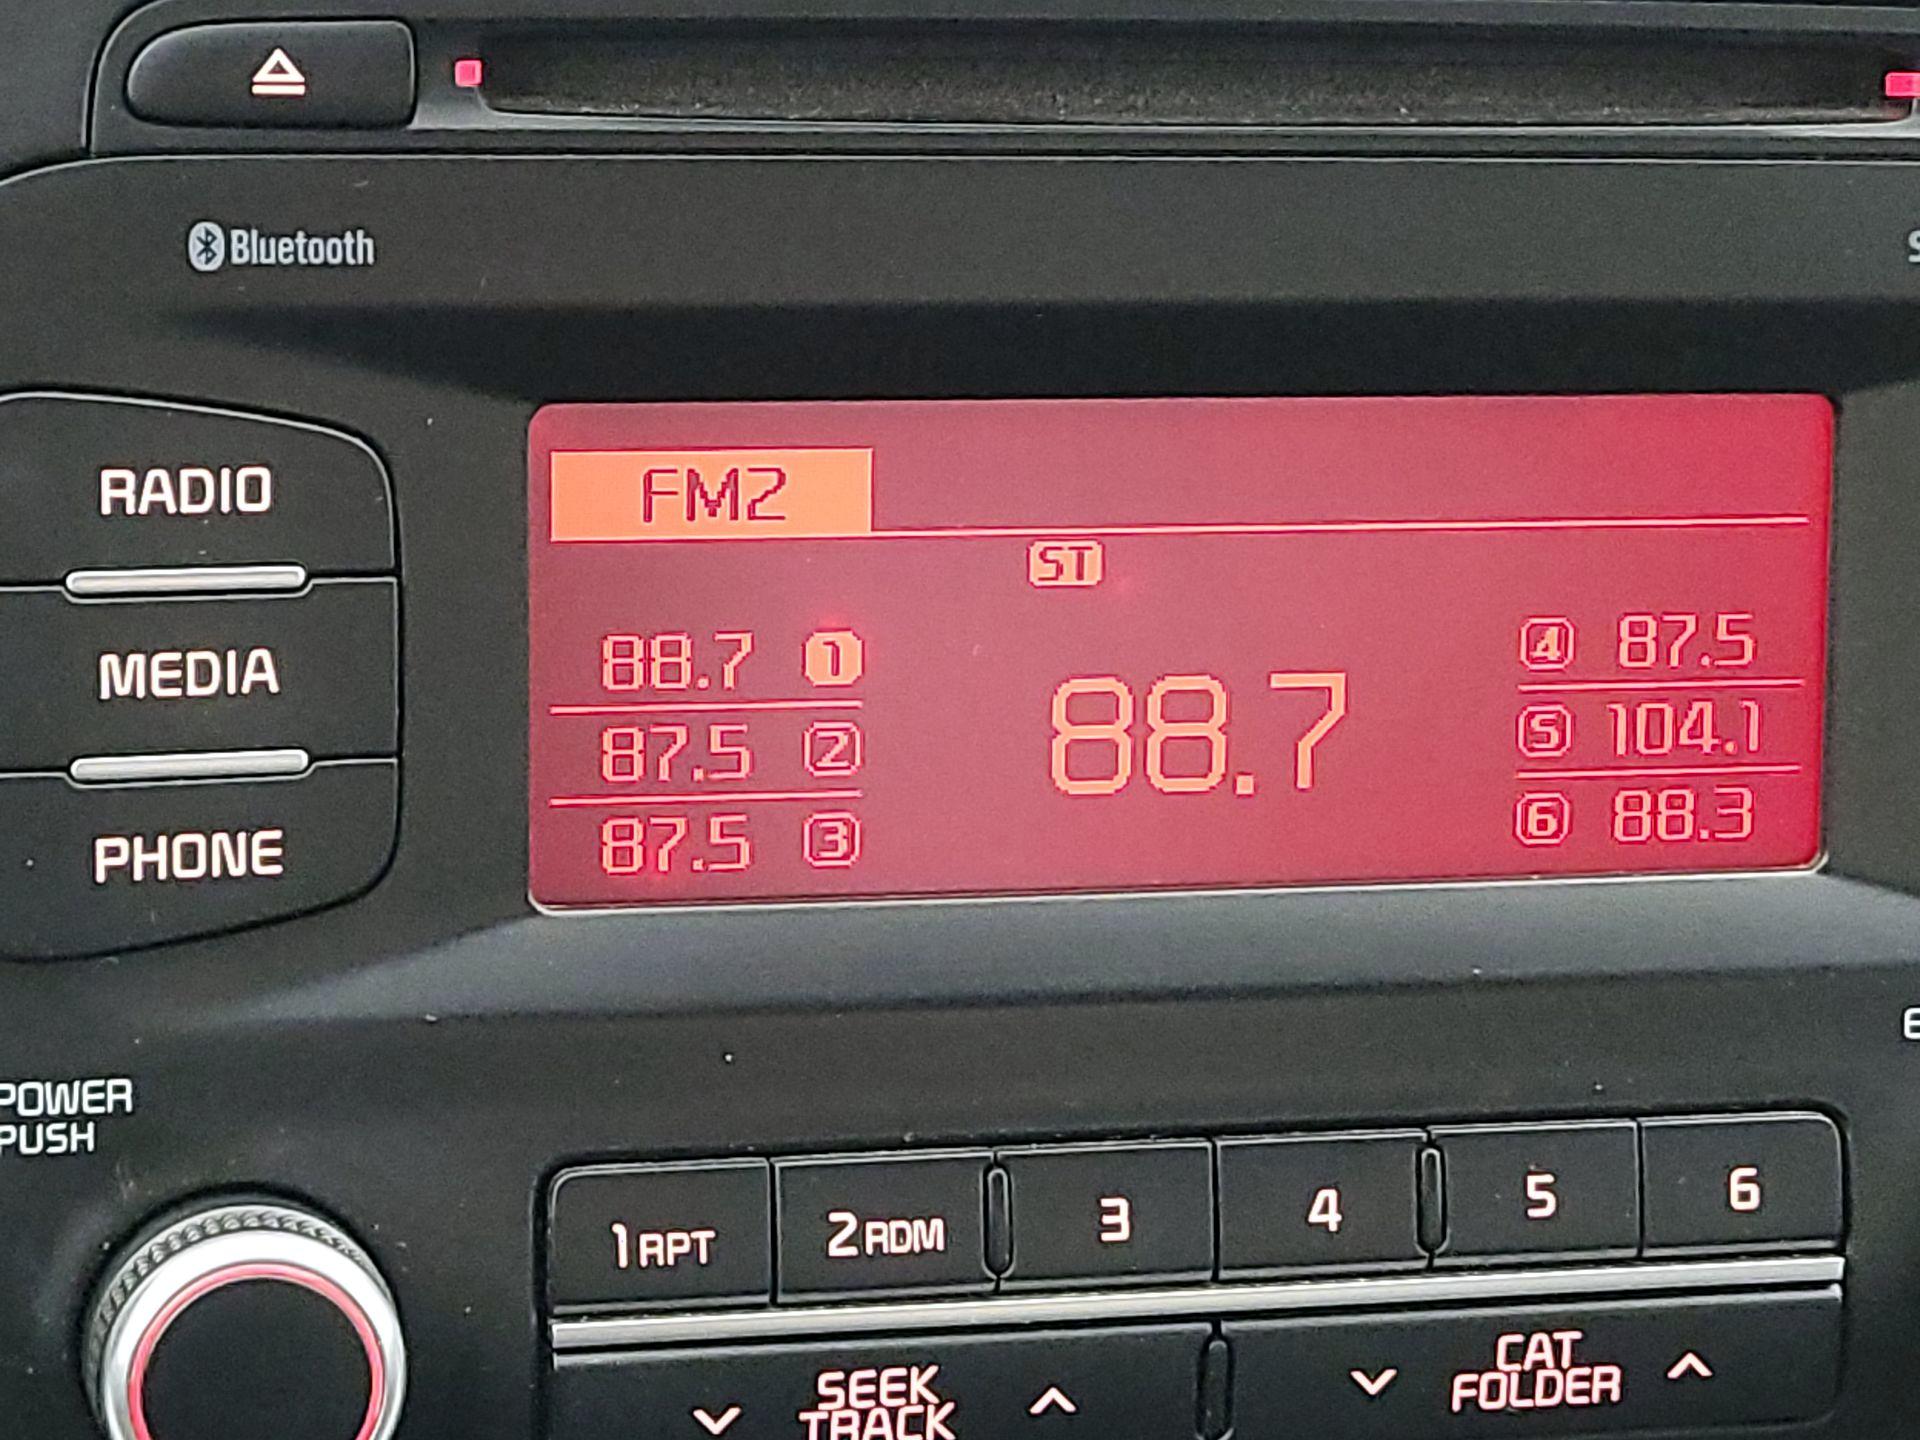 Bluetooth
RADIO
MEDIA
PHONE
FM2
ST
88.7 1
87.5 2
87.5 3
88.7
4 87.5
5 104.1
6 88.3
POWER
PUSH
1 RPT
2 RDM
3
4
5
6
SEEK
TRACK
CAT
FOLDER